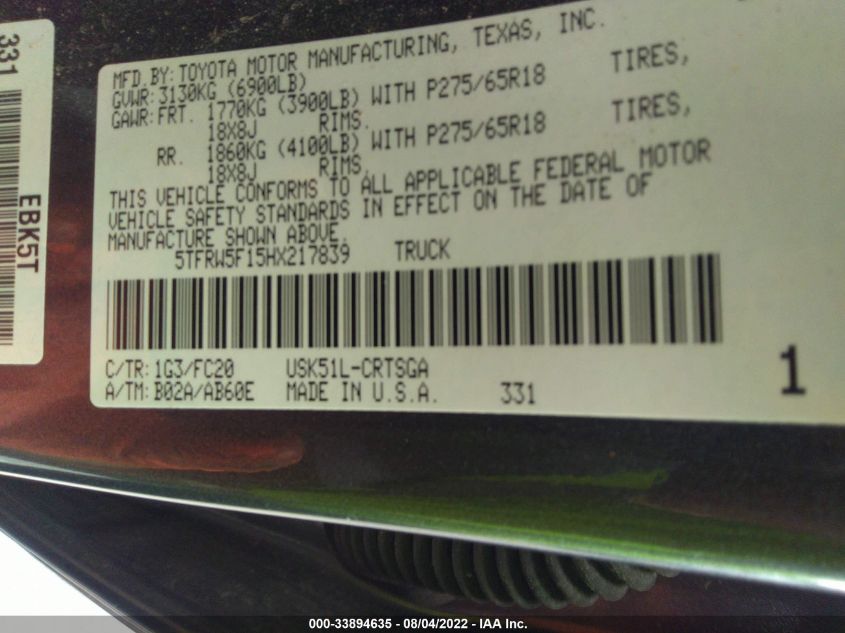 MFD.BY: TOYOTA MOTOR MANUFACTURING, TEXAS, INC.
GVWR: 3130KG (6900LB)
GAWR: FRT. 1770KG (3900LB) WITH P275/65R18 TIRES,
18X8J RIMS.
RR. 1860KG (4100LB) WITH P275/65R18 TIRES,
18X8J RIMS.
THIS VEHICLE CONFORMS TO ALL APPLICABLE FEDERAL MOTOR
VEHICLE SAFETY STANDARDS IN EFFECT ON THE DATE OF
MANUFACTURE SHOWN ABOVE.
5TFRW5F15HX217839 TRUCK
C/TR: 1G3/FC20 USK51L-CRTSGA
A/TM: B02A/AB60E MADE IN U.S.A. 331
1
331
EBK5T
000-33894635 - 08/04/2022 - IAA Inc.